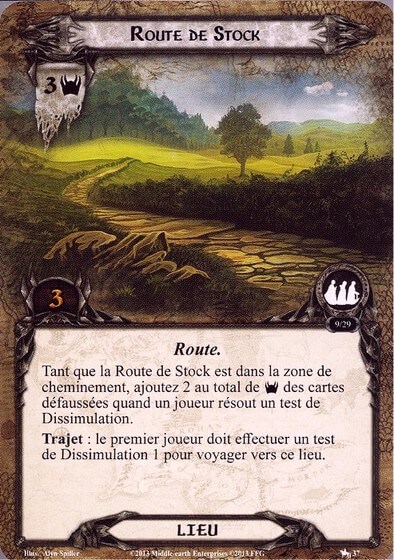 Route de Stock
3
3
9/29
Route.
Tant que la Route de Stock est dans la zone de
cheminement, ajoutez 2 au total de des cartes
défaussées quand un joueur résout un test de
Dissimulation.
Trajet : le premier joueur doit effectuer un test
de Dissimulation 1 pour voyager vers ce lieu.
LIEU
Illus.: Alyn Spiller ©2013 Middle-earth Enterprises ©2013 FFG 37